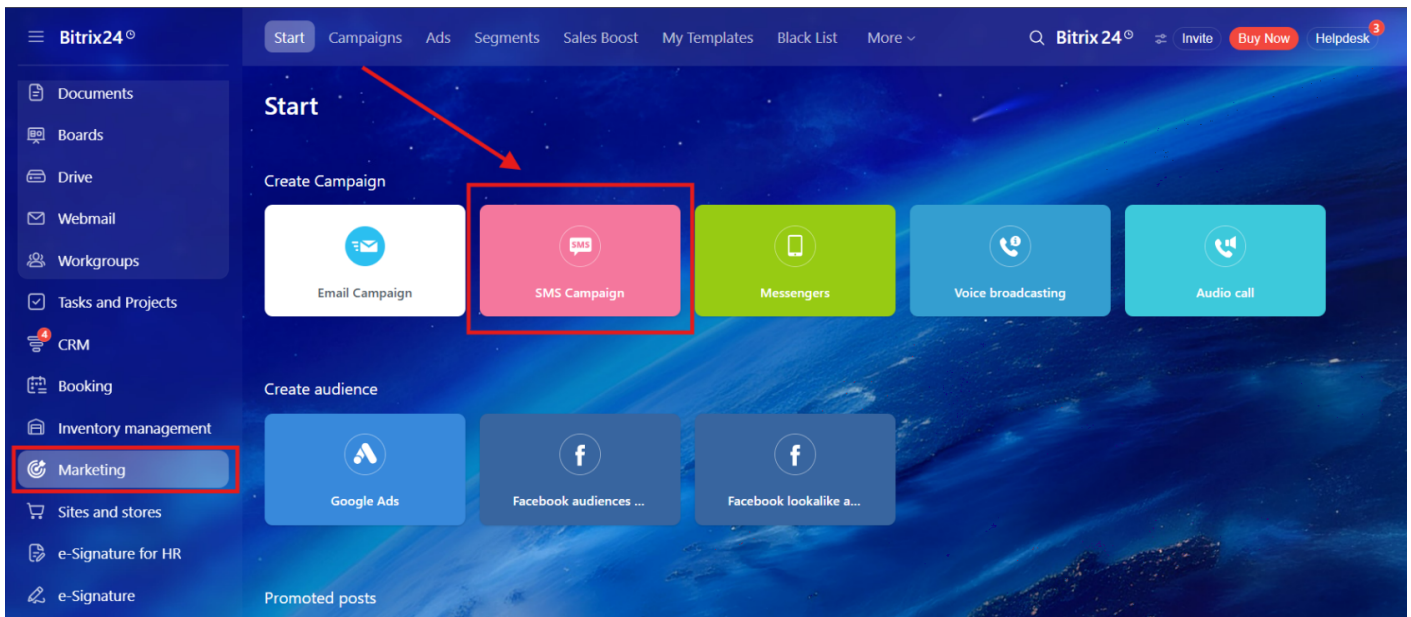 Bitrix24
Start Campaigns Ads Segments Sales Boost My Templates Black List More
Bitrix 24 Invite Buy Now Helpdesk 3
Documents
Boards
Drive
Webmail
Workgroups
Tasks and Projects
4
CRM
Booking
Inventory management
Marketing
Sites and stores
e-Signature for HR
e-Signature
Start
Create Campaign
Email Campaign
SMS
SMS Campaign
Messengers
Voice broadcasting
Audio call
Create audience
Google Ads
f
Facebook audiences ...
f
Facebook lookalike a...
Promoted posts